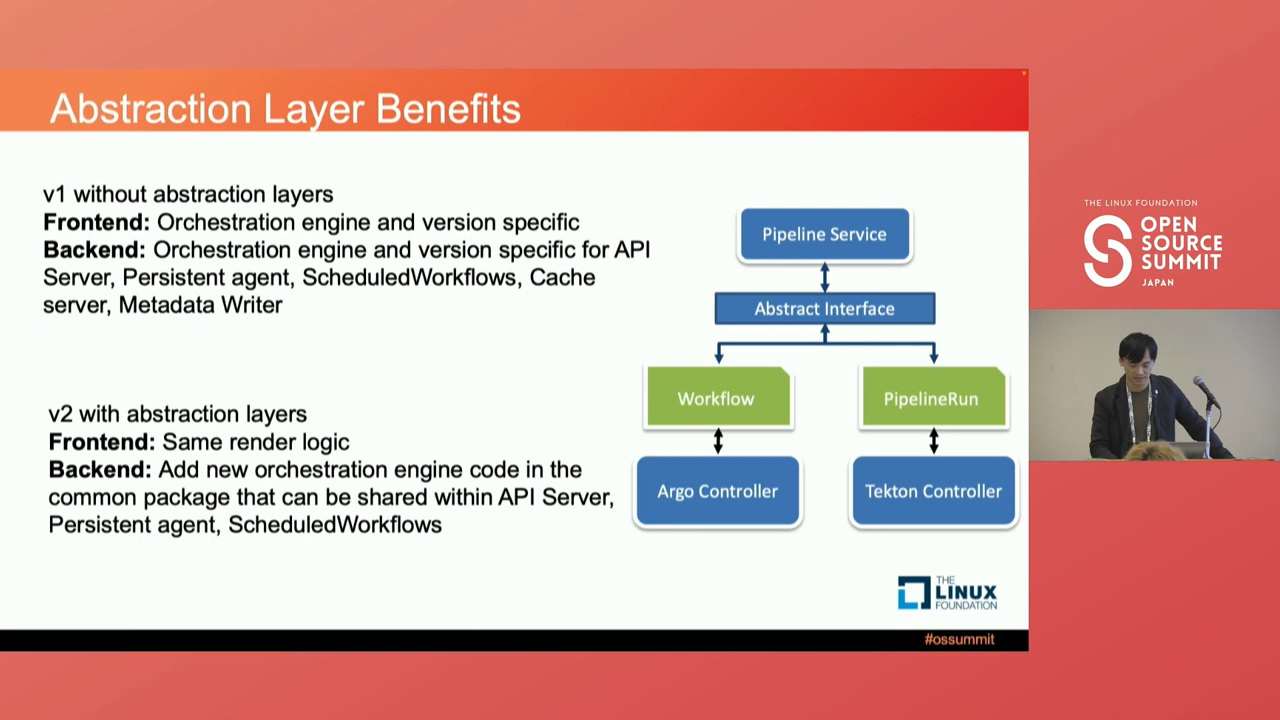 Abstraction Layer Benefits
v1 without abstraction layers
Frontend: Orchestration engine and version specific
Backend: Orchestration engine and version specific for API
Server, Persistent agent, ScheduledWorkflows, Cache
server, Metadata Writer
v2 with abstraction layers
Frontend: Same render logic
Backend: Add new orchestration engine code in the
common package that can be shared within API Server,
Persistent agent, ScheduledWorkflows
Pipeline Service
Abstract Interface
Workflow
PipelineRun
Argo Controller
Tekton Controller
THE
LINUX
FOUNDATION
#ossummit
THE LINUX FOUNDATION
OPEN
SOURCE
SUMMIT
JAPAN